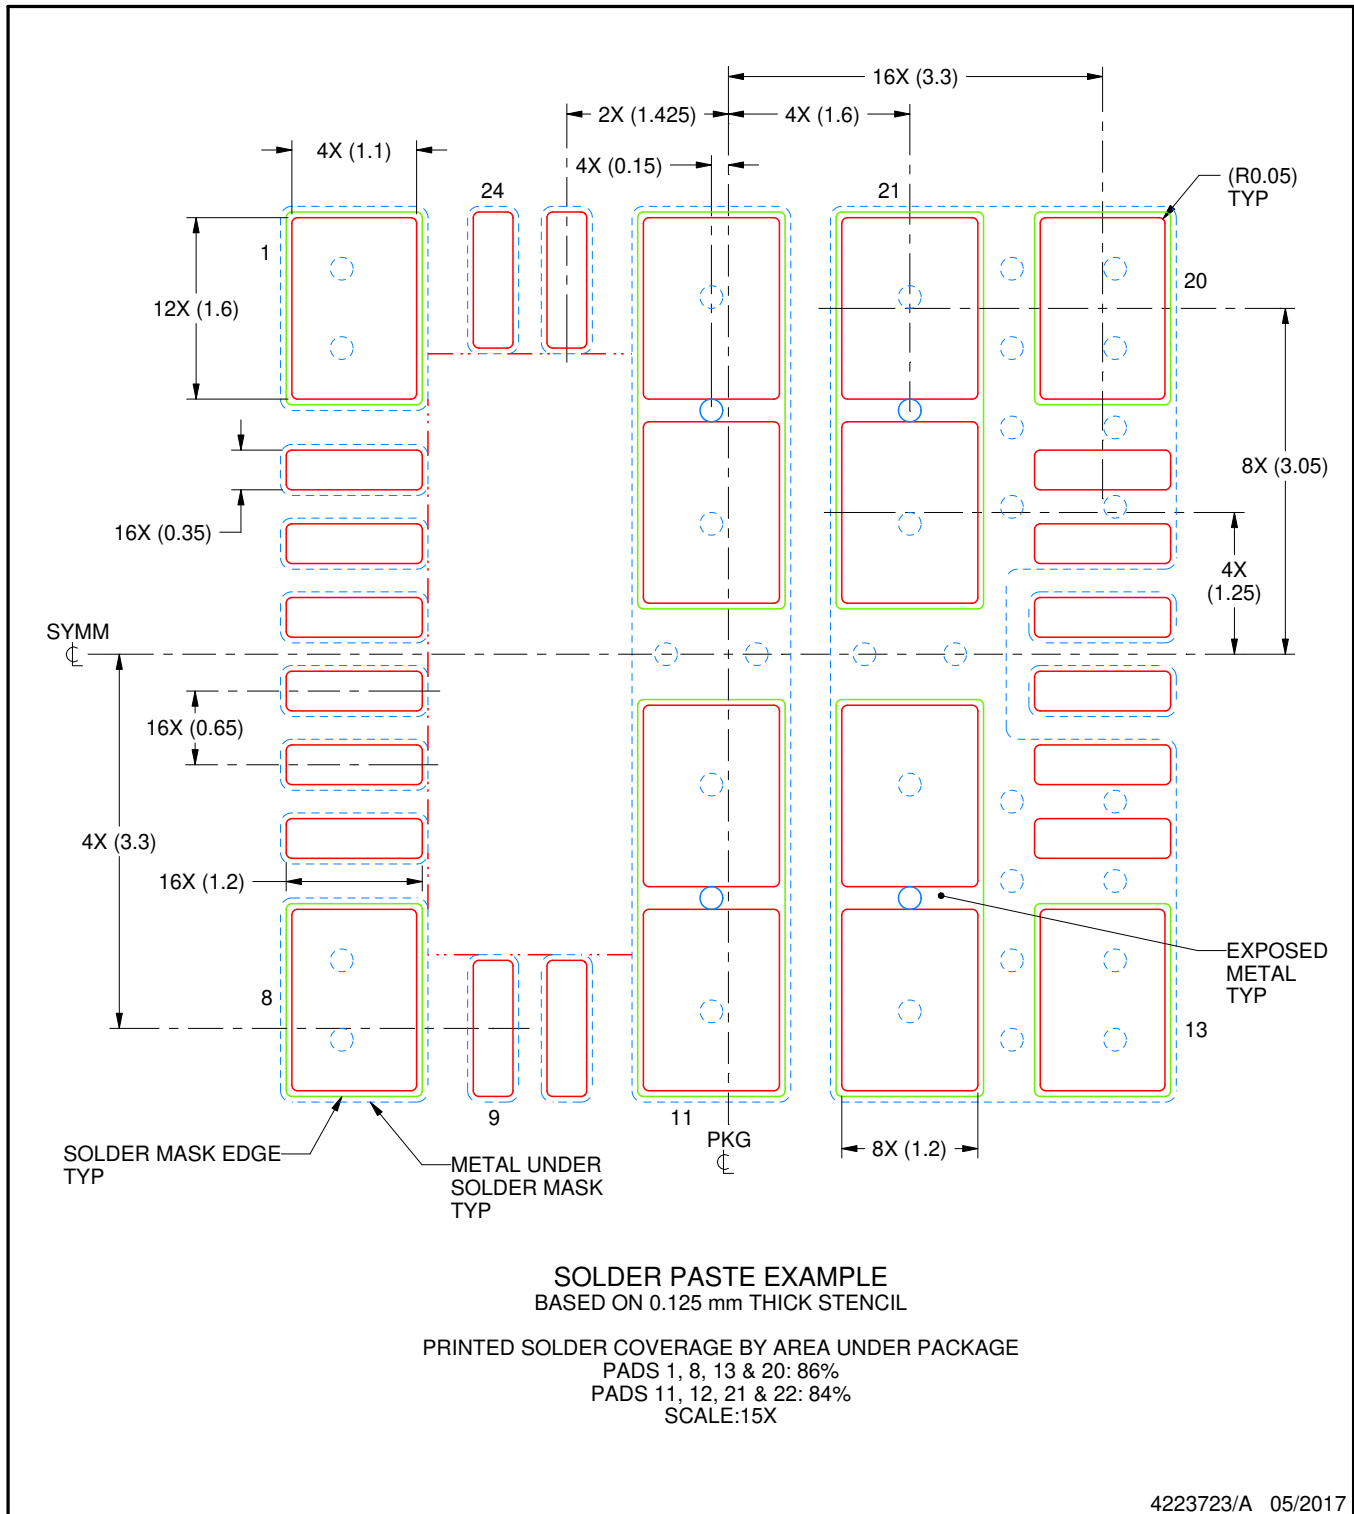 16X (3.3)
2X (1.425)
4X (1.6)
4X (1.1)
4X (0.15)
(R0.05)
TYP
24
21
1
20
12X (1.6)
8X (3.05)
16X (0.35)
4X
(1.25)
SYMM
16X (0.65)
4X (3.3)
16X (1.2)
EXPOSED
METAL
TYP
8
13
9
11
PKG
8X (1.2)
SOLDER MASK EDGE
TYP
METAL UNDER
SOLDER MASK
TYP
SOLDER PASTE EXAMPLE
BASED ON 0.125 mm THICK STENCIL
PRINTED SOLDER COVERAGE BY AREA UNDER PACKAGE
PADS 1, 8, 13 & 20: 86%
PADS 11, 12, 21 & 22: 84%
SCALE:15X
4223723/A 05/2017